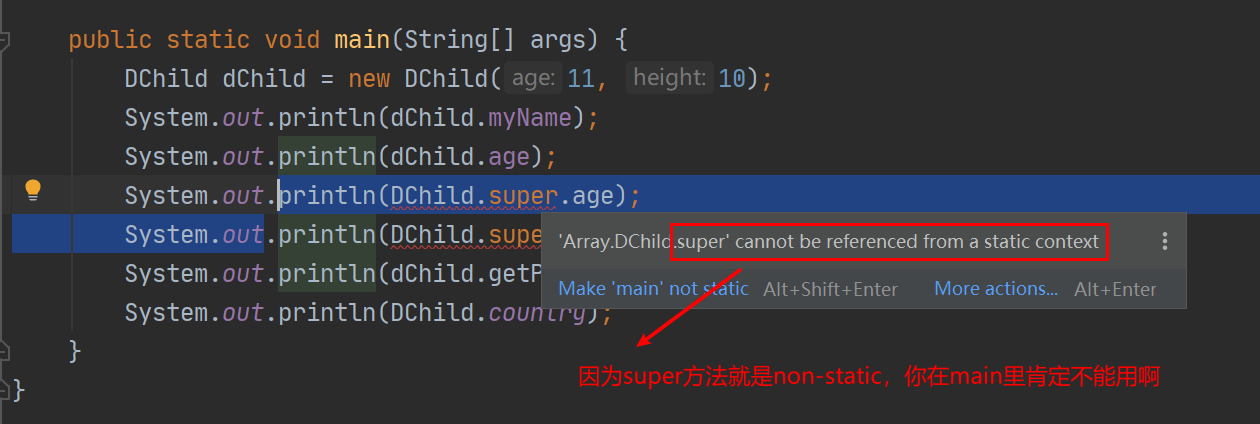 public static void main(String[] args) {
DChild dChild = new DChild( age: 11, height: 10);
System.out.println(dChild.myName);
System.out.println(dChild.age);
System.out.println(DChild.super.age);
System.out.println(DChild.supe
'Array.DChild.super' cannot be referenced from a static context
System.out.println(dChild.getP
Make 'main' not static Alt+Shift+Enter More actions... Alt+Enter
System.out.println(DChild.country);
}
因为super方法就是non-static，你在main里肯定不能用啊
}